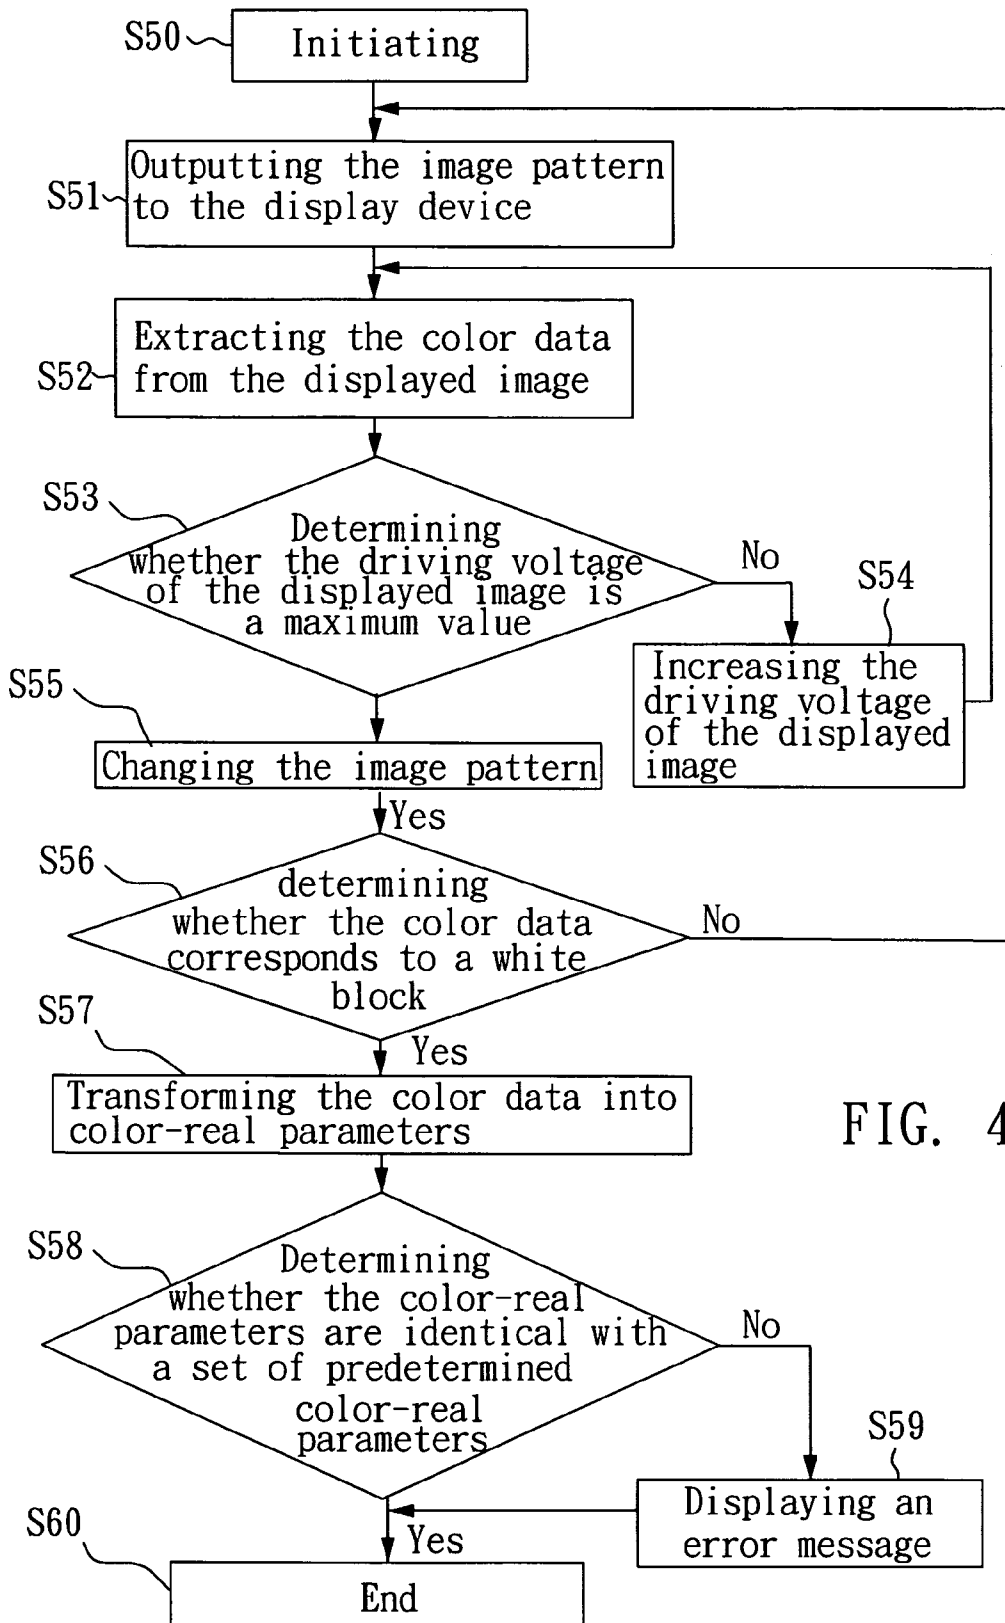 S50
Initiating
S51
Outputting the image pattern
to the display device
S52
Extracting the color data
from the displayed image
S53
Determining
whether the driving voltage
of the displayed image is
a maximum value
No
S54
Increasing the
driving voltage
of the displayed
image
S55
Changing the image pattern
Yes
S56
determining
whether the color data
corresponds to a white
block
No
S57
Yes
Transforming the color data into
color-real parameters
FIG. 4
S58
Determining
whether the color-real
parameters are identical with
a set of predetermined
color-real
parameters
No
S59
Displaying an
error message
S60
Yes
End